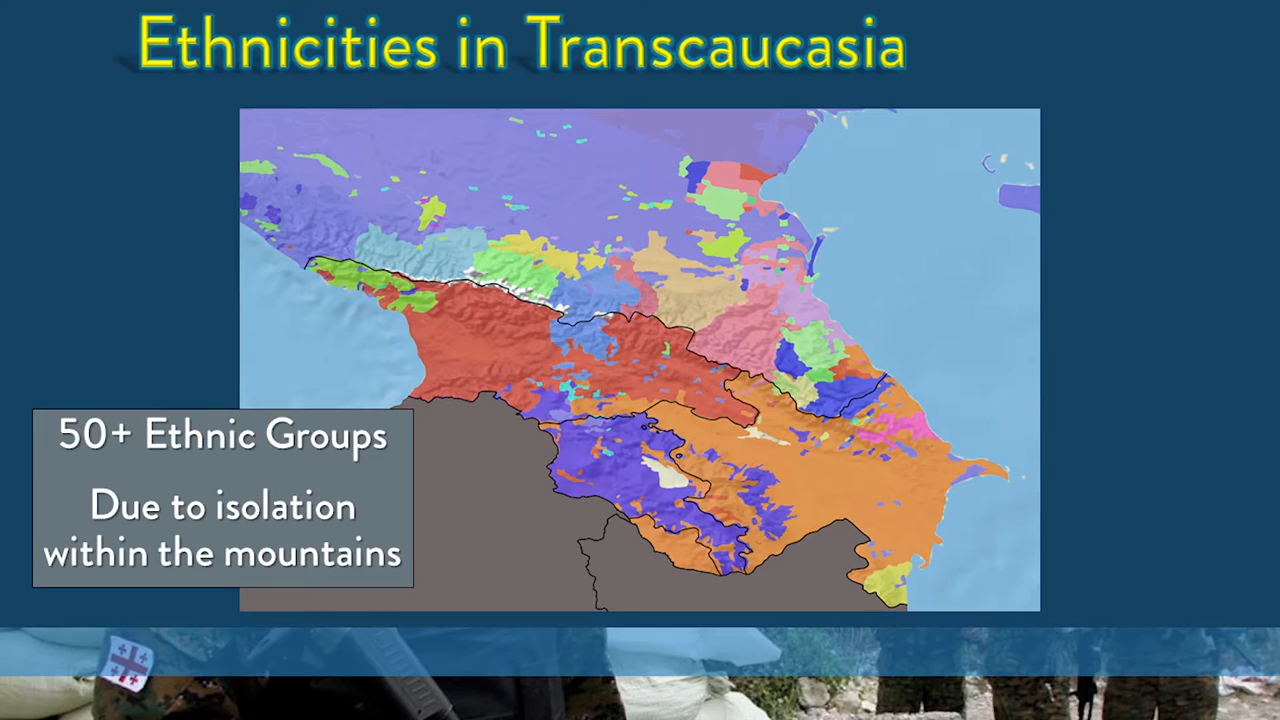 Ethnicities in Transcaucasia
50+ Ethnic Groups
Due to isolation
within the mountains